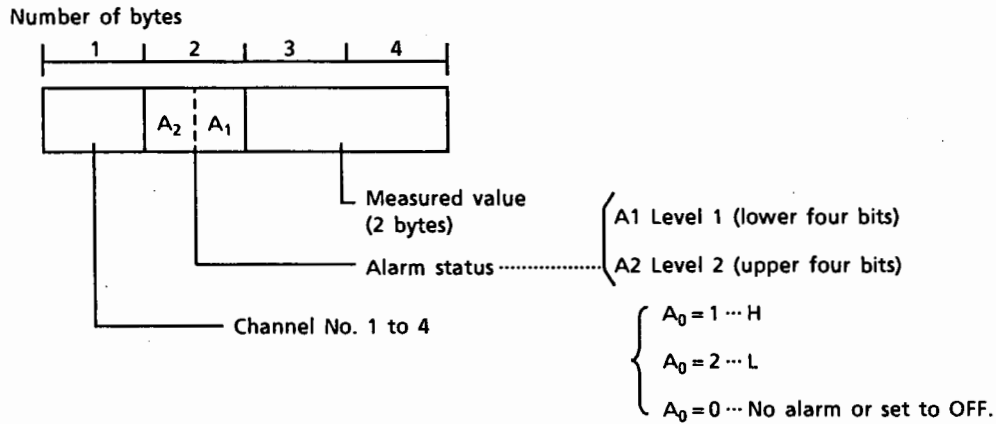 Number of bytes
1 2 3 4
A₂ A₁
Measured value
(2 bytes)
A1 Level 1 (lower four bits)
Alarm status ··············
A2 Level 2 (upper four bits)
Channel No. 1 to 4
A₀ = 1 ··· H
A₀ = 2 ··· L
A₀ = 0 ··· No alarm or set to OFF.